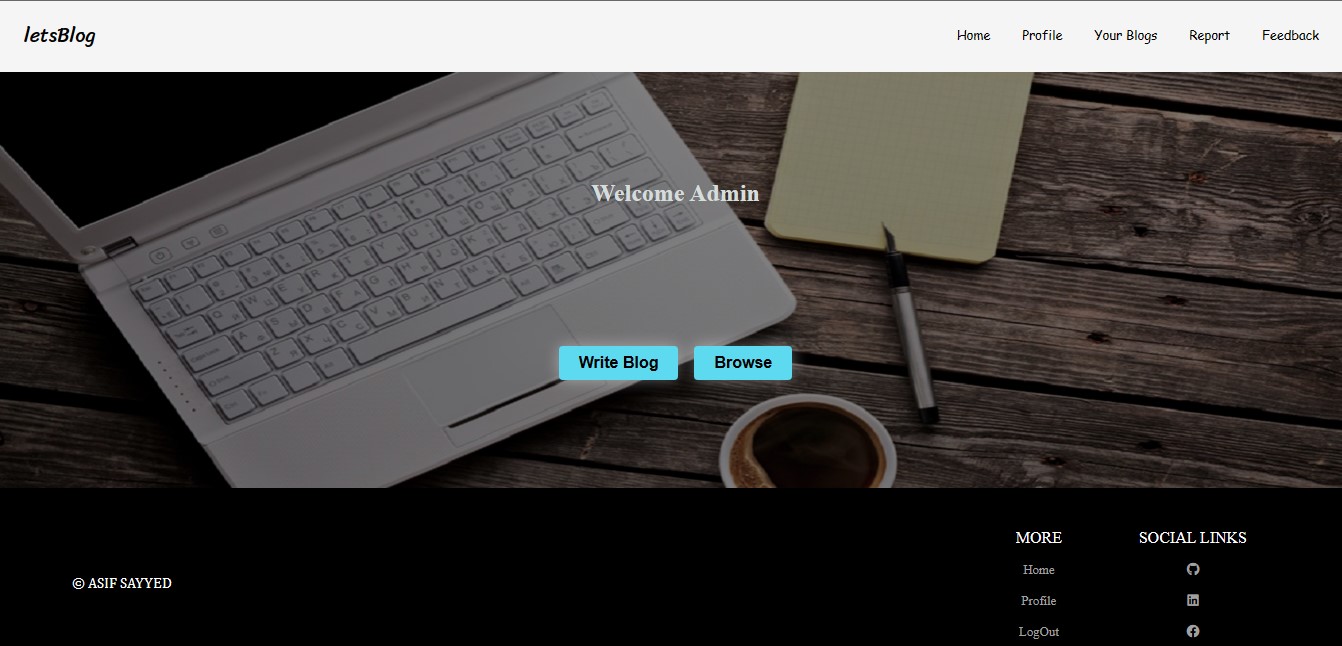 letsBlog
Home Profile Your Blogs Report Feedback
Welcome Admin
Write Blog Browse
© ASIF SAYYED
MORE
Home
Profile
LogOut
SOCIAL LINKS